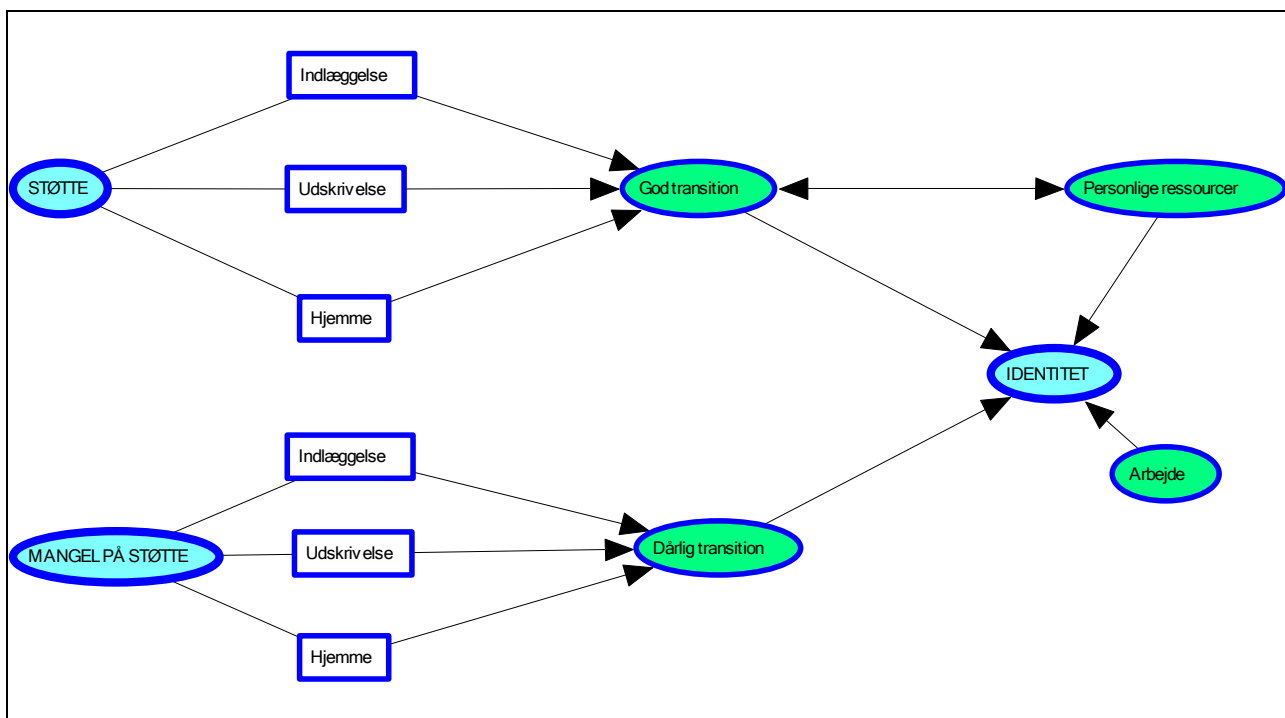 Indlæggelse
STØTTE
Udskrivelse
God transition
Personlige ressourcer
Hjemme
IDENTITET
Indlæggelse
Arbejde
MANGEL PÅ STØTTE
Udskrivelse
Dårlig transition
Hjemme